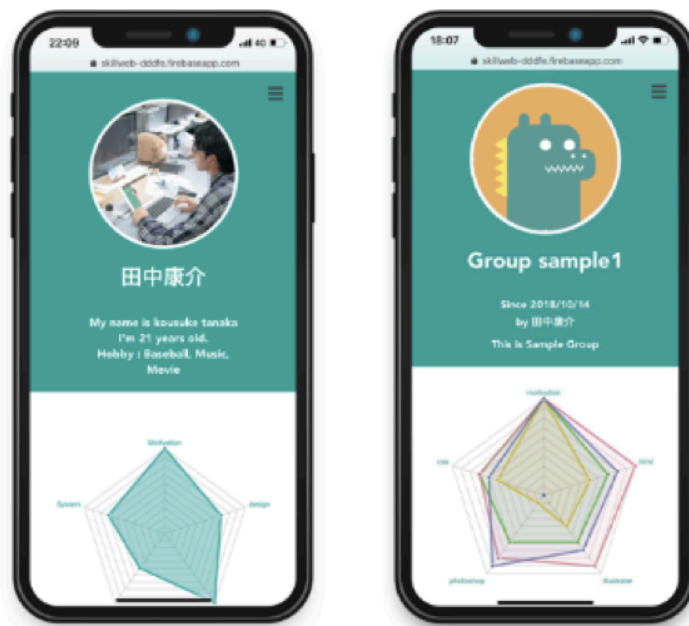 22:09
4G
skillweb-dddfe.firebaseapp.com
田中康介
My name is kousuke tanaka
I'm 21 years old.
Hobby : Baseball, Music,
Movie
Motivation
System
design
18:07
skillweb-dddfe.firebaseapp.com
Group sample1
Since 2018/10/14
by 田中康介
This is Sample Group
motivation
css
html
photoshop
illustrator